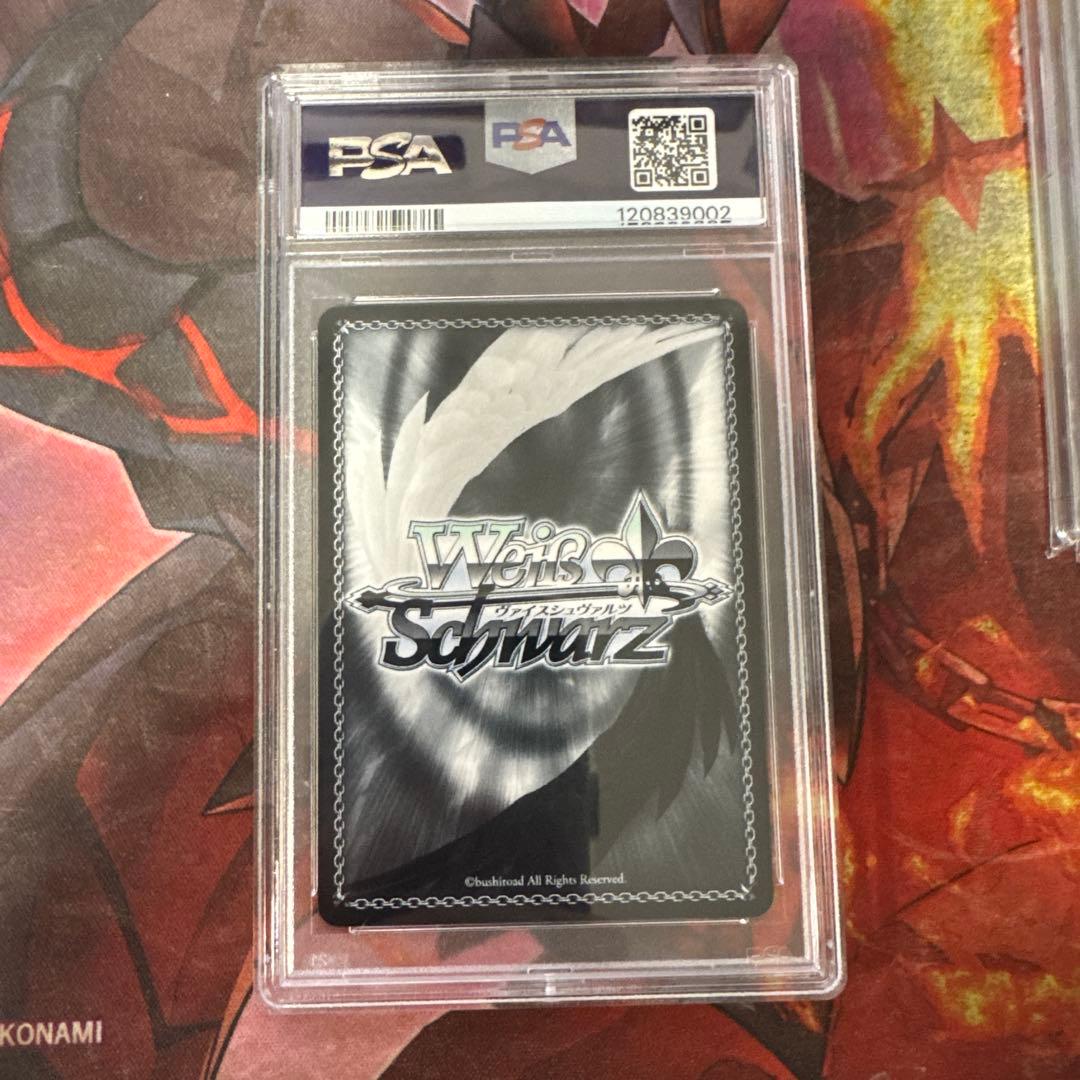 PSA
PSA
120839002
Weiß
ヴァイスシュヴァルツ
Schwarz
©bushiroad All Rights Reserved.
KONAMI